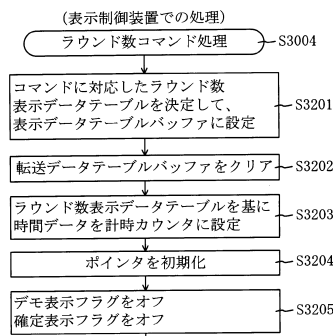 (表示制御装置での処理)
ラウンド数コマンド処理
S3004
コマンドに対応したラウンド数
表示データテーブルを決定して、
表示データテーブルバッファに設定
S3201
転送データテーブルバッファをクリア
S3202
ラウンド数表示データテーブルを基に
時間データを計時カウンタに設定
S3203
ポインタを初期化
S3204
デモ表示フラグをオフ
確定表示フラグをオフ
S3205